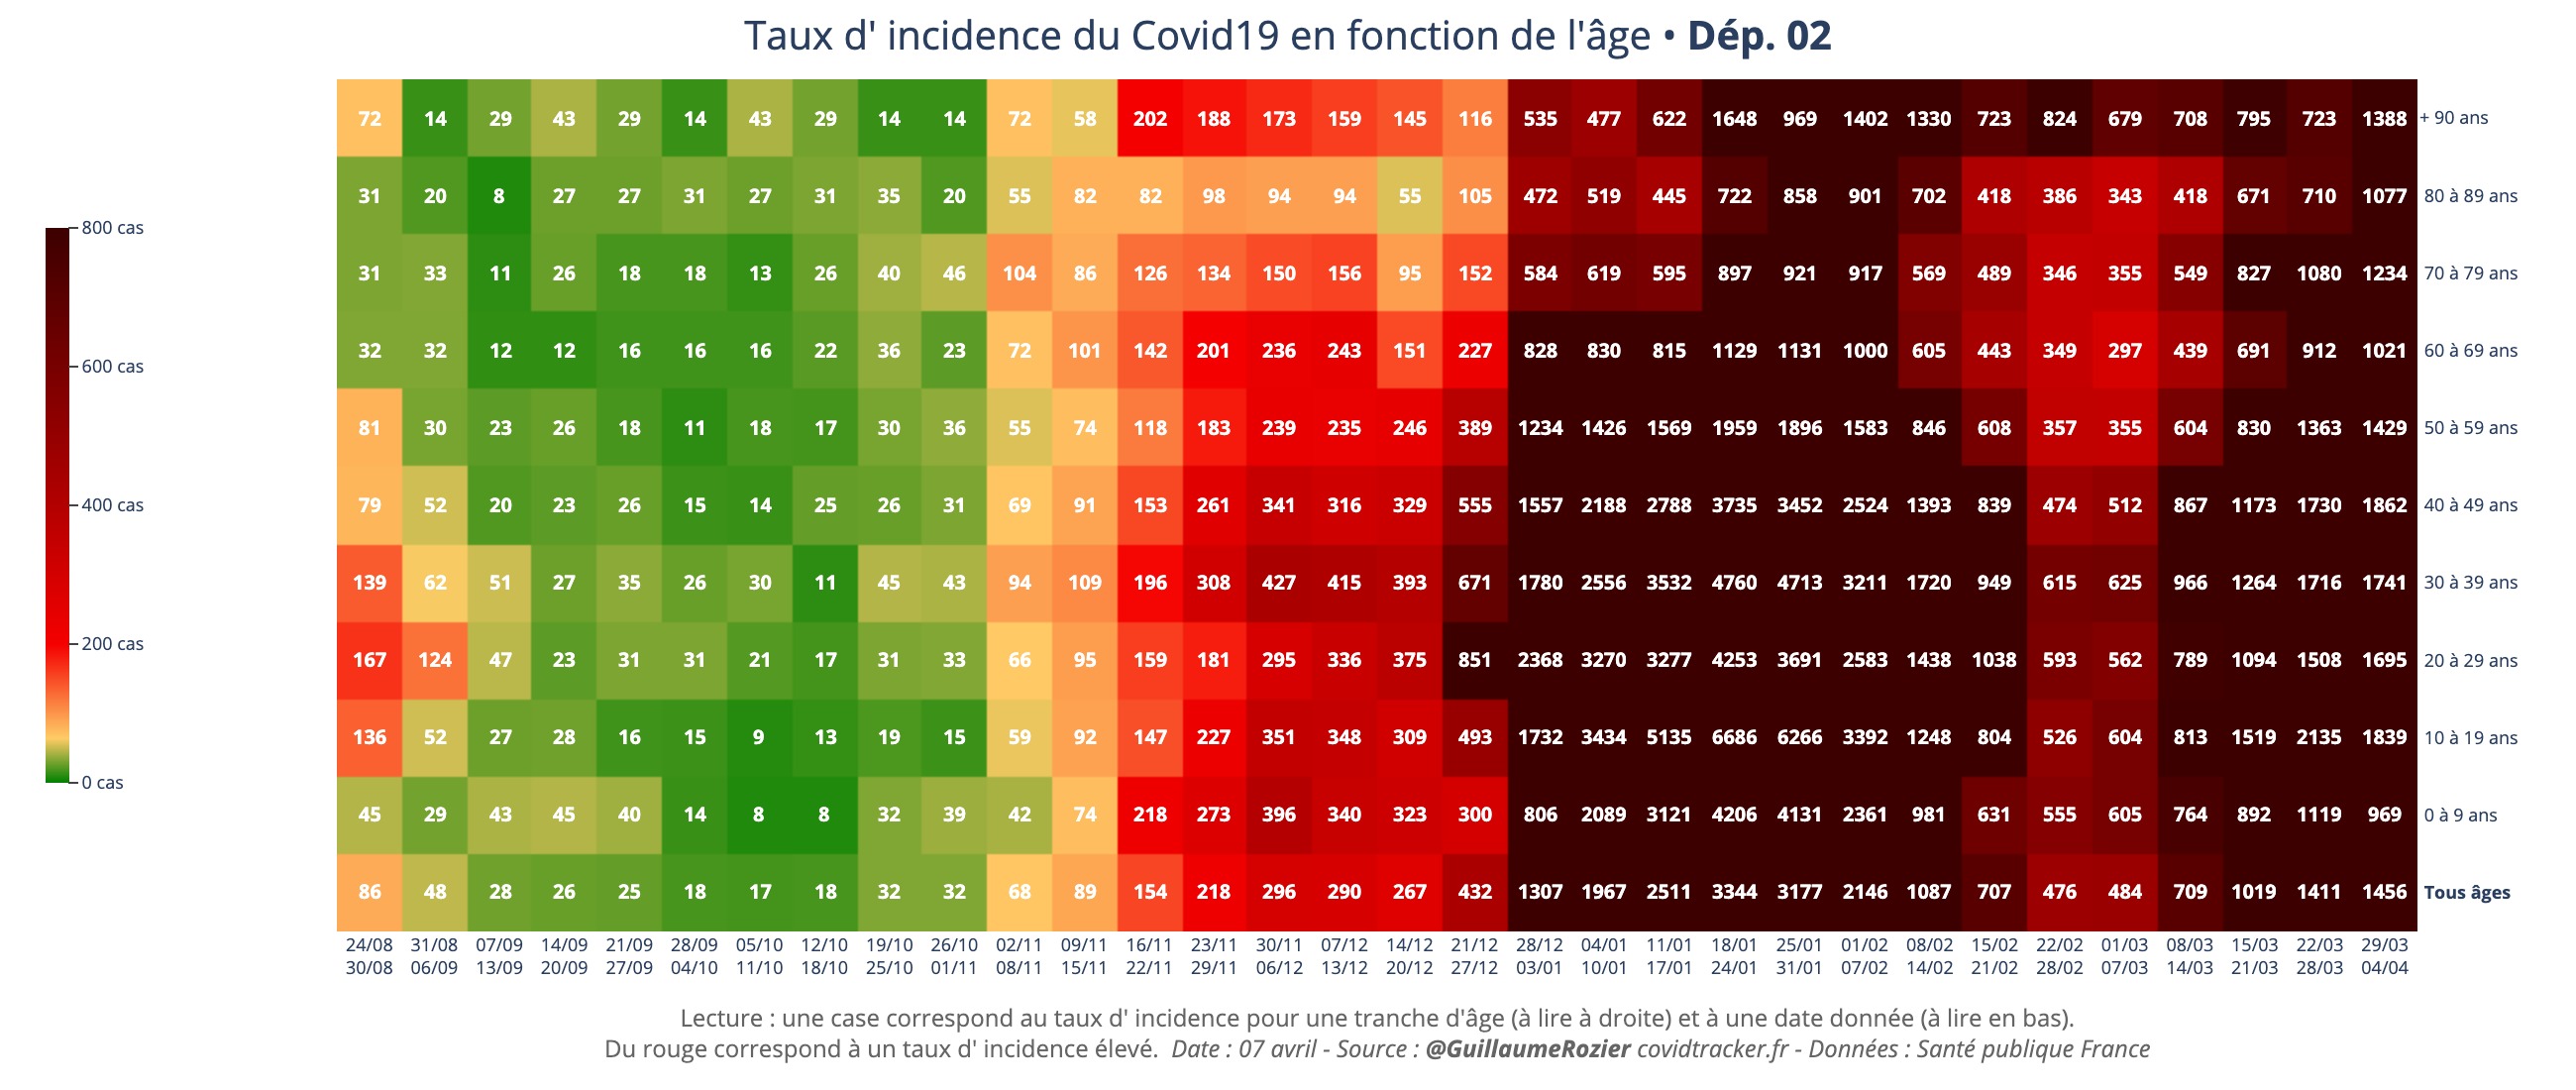 Taux d' incidence du Covid19 en fonction de l'âge • Dép. 02
800 cas
600 cas
400 cas
200 cas
0 cas
72 14 29 43 29 14 43 29 14 14 72 58 202 188 173 159 145 116 535 477 622 1648 969 1402 1330 723 824 679 708 795 723 1388 + 90 ans
31 20 8 27 27 31 27 31 35 20 55 82 82 98 94 94 55 105 472 519 445 722 858 901 702 418 386 343 418 671 710 1077 80 à 89 ans
31 33 11 26 18 18 13 26 40 46 104 86 126 134 150 156 95 152 584 619 595 897 921 917 569 489 346 355 549 827 1080 1234 70 à 79 ans
32 32 12 12 16 16 16 22 36 23 72 101 142 201 236 243 151 227 828 830 815 1129 1131 1000 605 443 349 297 439 691 912 1021 60 à 69 ans
81 30 23 26 18 11 18 17 30 36 55 74 118 183 239 235 246 389 1234 1426 1569 1959 1896 1583 846 608 357 355 604 830 1363 1429 50 à 59 ans
79 52 20 23 26 15 14 25 26 31 69 91 153 261 341 316 329 555 1557 2188 2788 3735 3452 2524 1393 839 474 512 867 1173 1730 1862 40 à 49 ans
139 62 51 27 35 26 30 11 45 43 94 109 196 308 427 415 393 671 1780 2556 3532 4760 4713 3211 1720 949 615 625 966 1264 1716 1741 30 à 39 ans
167 124 47 23 31 31 21 17 31 33 66 95 159 181 295 336 375 851 2368 3270 3277 4253 3691 2583 1438 1038 593 562 789 1094 1508 1695 20 à 29 ans
136 52 27 28 16 15 9 13 19 15 59 92 147 227 351 348 309 493 1732 3434 5135 6686 6266 3392 1248 804 526 604 813 1519 2135 1839 10 à 19 ans
45 29 43 45 40 14 8 8 32 39 42 74 218 273 396 340 323 300 806 2089 3121 4206 4131 2361 981 631 555 605 764 892 1119 969 0 à 9 ans
86 48 28 26 25 18 17 18 32 32 68 89 154 218 296 290 267 432 1307 1967 2511 3344 3177 2146 1087 707 476 484 709 1019 1411 1456 Tous âges
24/08 31/08 07/09 14/09 21/09 28/09 05/10 12/10 19/10 26/10 02/11 09/11 16/11 23/11 30/11 07/12 14/12 21/12 28/12 04/01 11/01 18/01 25/01 01/02 08/02 15/02 22/02 01/03 08/03 15/03 22/03 29/03
30/08 06/09 13/09 20/09 27/09 04/10 11/10 18/10 25/10 01/11 08/11 15/11 22/11 29/11 06/12 13/12 20/12 27/12 03/01 10/01 17/01 24/01 31/01 07/02 14/02 21/02 28/02 07/03 14/03 21/03 28/03 04/04
Lecture : une case correspond au taux d' incidence pour une tranche d'âge (à lire à droite) et à une date donnée (à lire en bas).
Du rouge correspond à un taux d' incidence élevé. Date : 07 avril - Source : @GuillaumeRozier covidtracker.fr - Données : Santé publique France